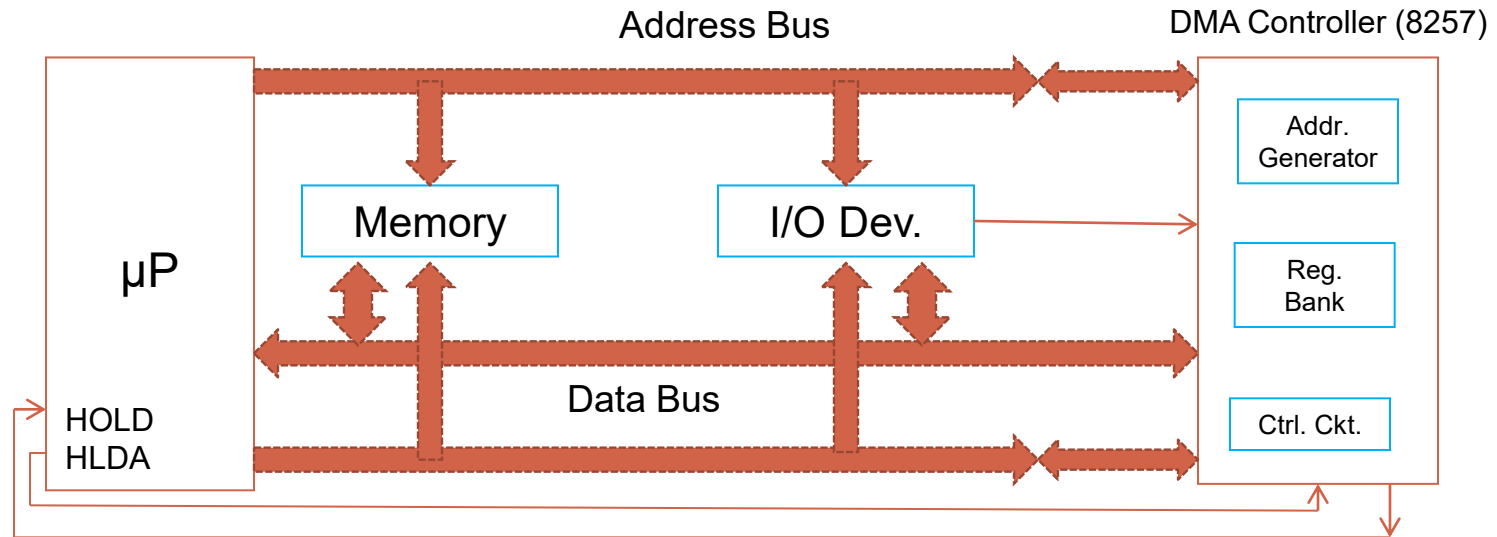 Address Bus
DMA Controller (8257)
Addr.
Generator
Memory
I/O Dev.
µP
Reg.
Bank
Data Bus
HOLD
HLDA
Ctrl. Ckt.